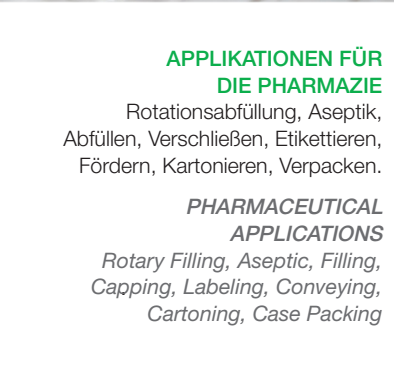 APPLIKATIONEN FÜR
DIE PHARMAZIE
Rotationsabfüllung, Aseptik,
Abfüllen, Verschließen, Etikettieren,
Fördern, Kartonieren, Verpacken.
PHARMACEUTICAL
APPLICATIONS
Rotary Filling, Aseptic, Filling,
Capping, Labeling, Conveying,
Cartoning, Case Packing